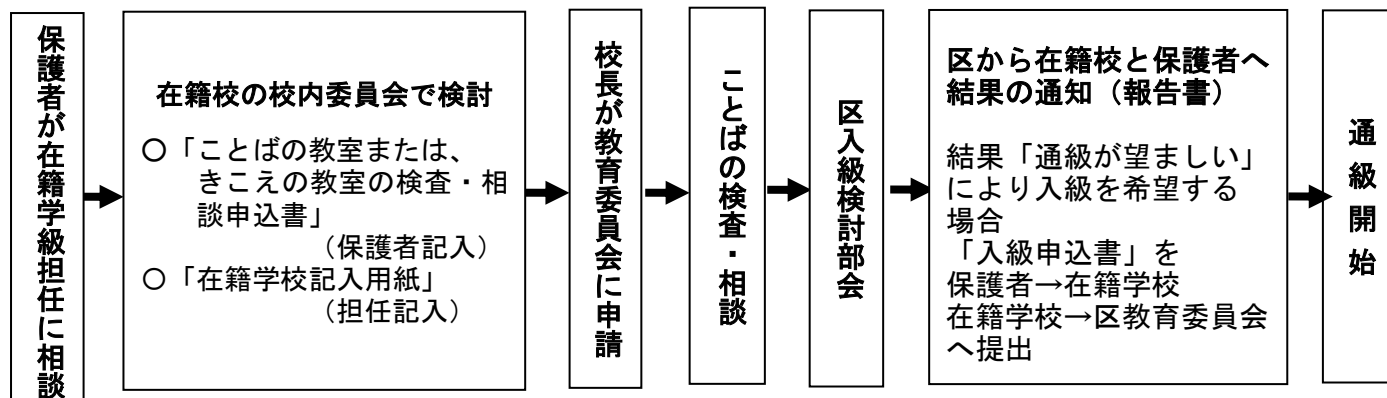 保護者が在籍学級担任に相談
在籍校の校内委員会で検討
○「ことばの教室または、
きこえの教室の検査・相
談申込書」
（保護者記入）
○「在籍学校記入用紙」
（担任記入）
校長が教育委員会に申請
ことばの検査・相談
区入級検討部会
区から在籍校と保護者へ
結果の通知（報告書）
結果「通級が望ましい」
により入級を希望する
場合
「入級申込書」を
保護者→在籍学校
在籍学校→区教育委員会
へ提出
通級開始